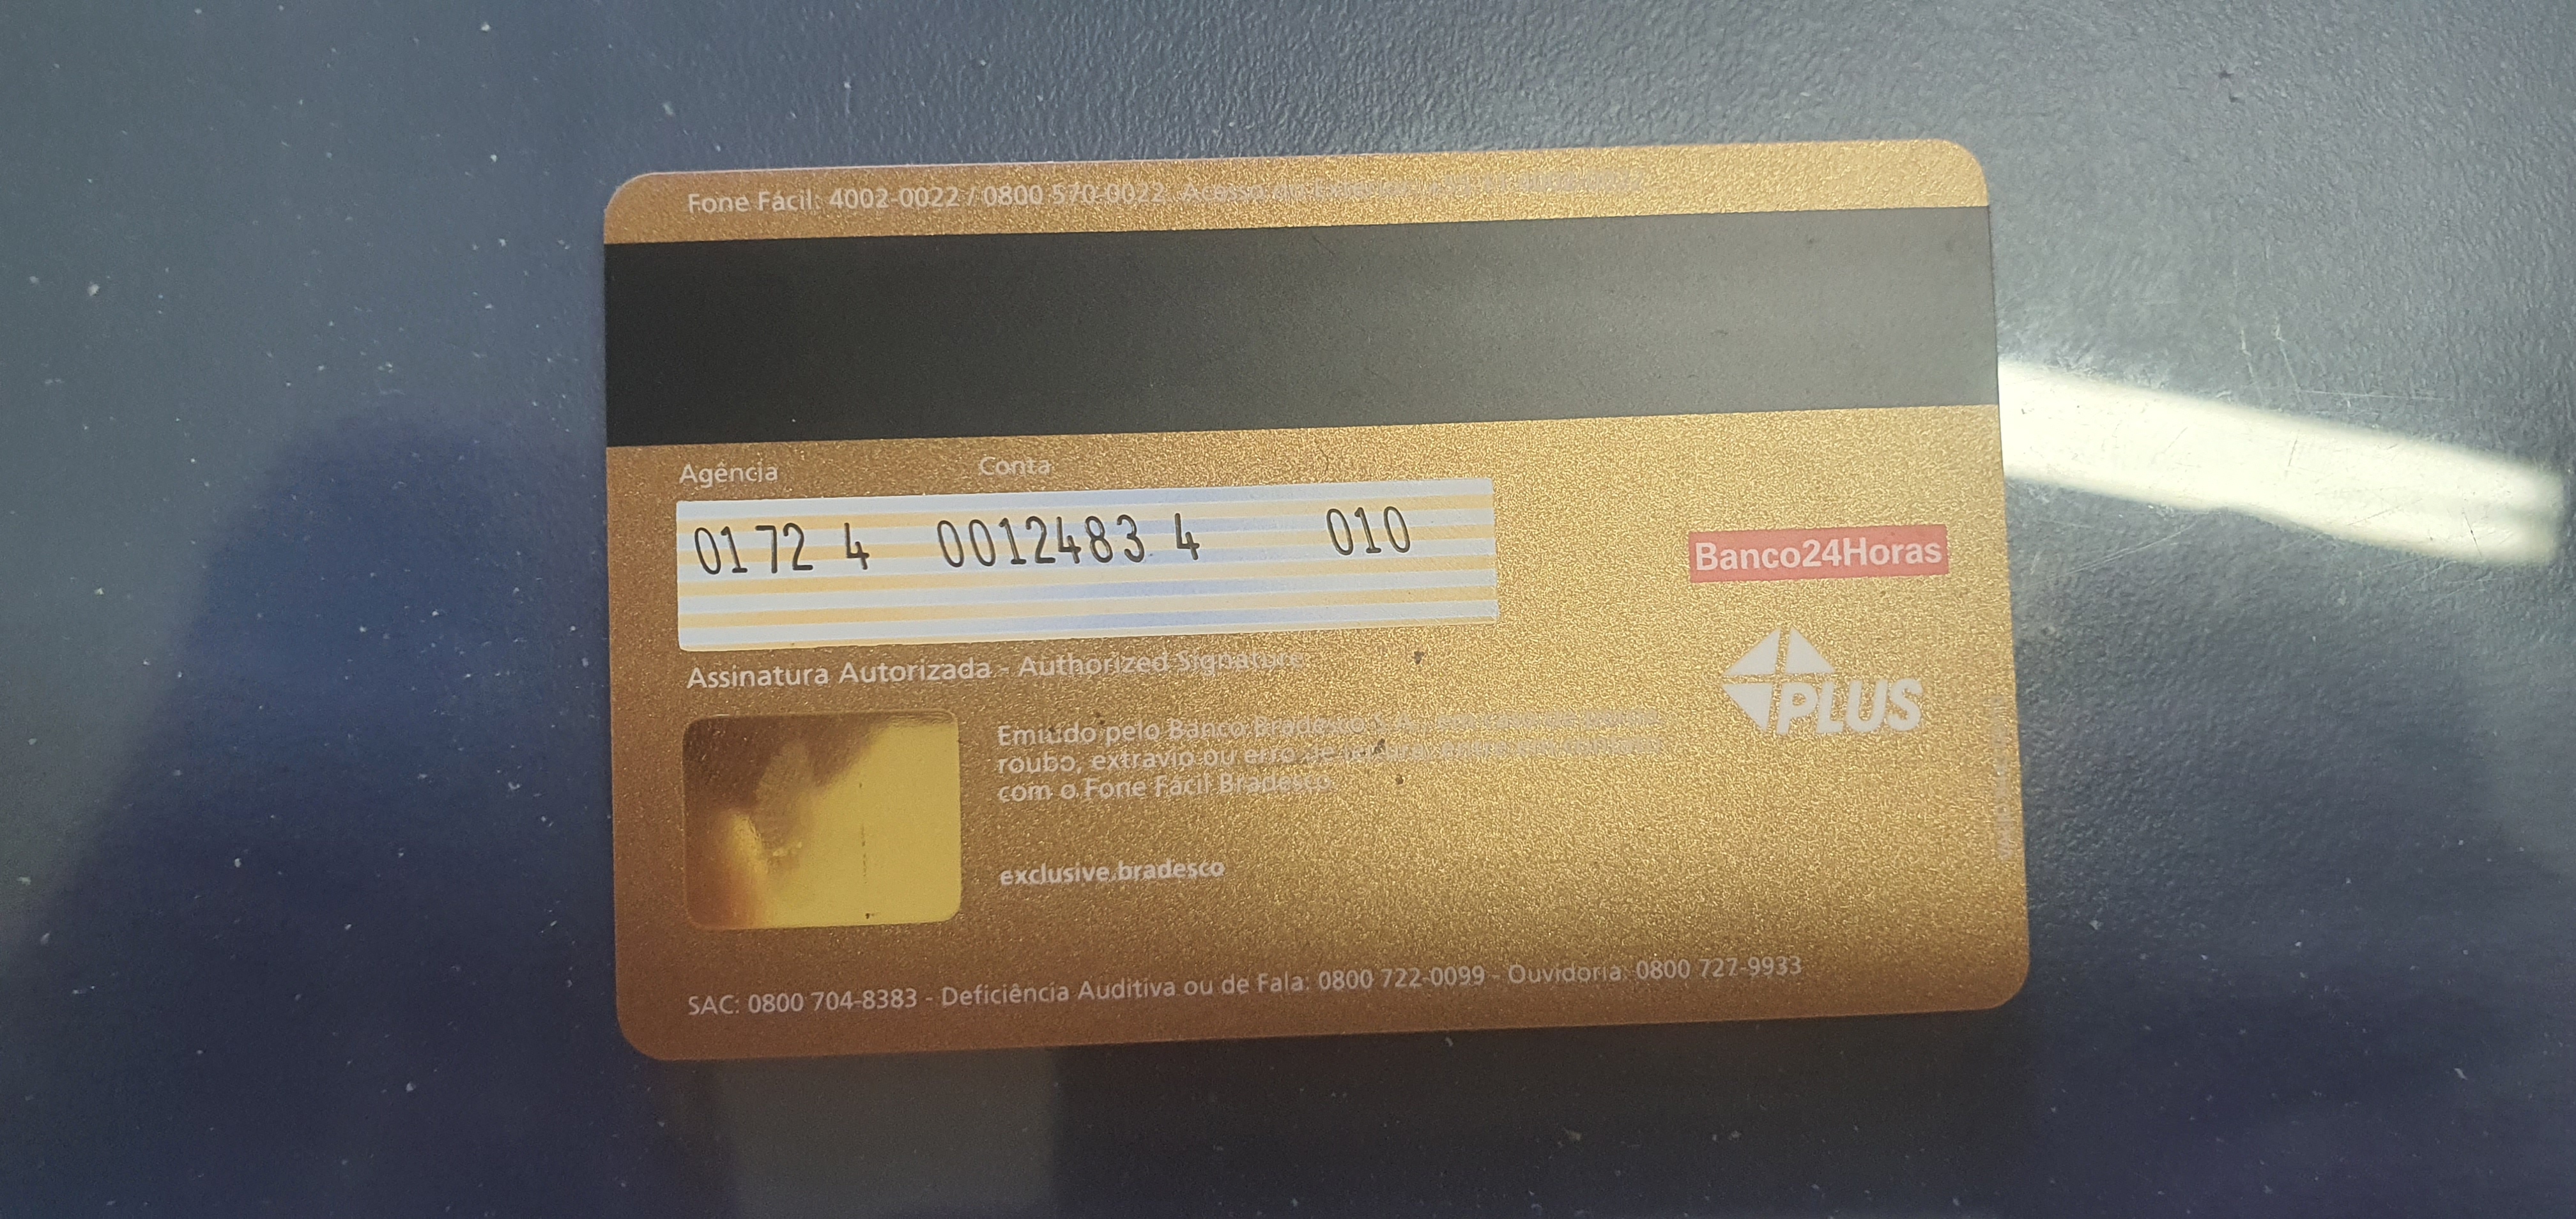 Fone Fácil: 4002-0022 / 0800 570-0022 Acesso
Agência Conta
0172 4 0012483 4 010
Banco24Horas
Assinatura Autorizada - Authorized Signature
PLUS
Emitido pelo Banco Bradesco S.A.
roubo, extravio ou erro de
com o Fone Fácil Bradesco.
exclusive.bradesco
SAC: 0800 704-8383 - Deficiência Auditiva ou de Fala: 0800 722-0099 - Ouvidoria: 0800 727-9933